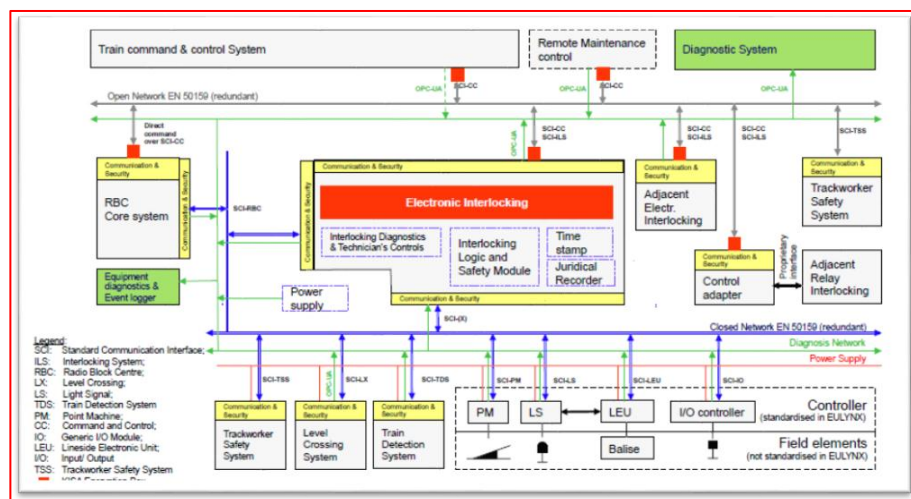 Train command & control System
Remote Maintenance
control
Diagnostic System
OPC-UA
SCI-CC
OPC-UA
SCI-CC
OPC-UA
Open Network EN 50159 (redundant)
Direct
command
over SCI-CC
OPC-UA
SCI-CC
SCI-ILS
SCI-CC
SCI-ILS
SCI-CC
SCI-ILS
SCI-TSS
Communication &
Security
RBC
Core system
Communication & Security
SCI-RBC
Communication & Security
Communication & Security
Electronic Interlocking
Interlocking Diagnostics
& Technician's Controls
Interlocking
Logic and
Safety Module
Time
stamp
Juridical
Recorder
Communication & Security
Communication &
Security
Adjacent
Electr.
Interlocking
Communication &
Security
Trackworker
Safety
System
Communication &
Security
Control
adapter
Proprietary
interface
Adjacent
Relay
Interlocking
Equipment
diagnostics &
Event logger
Power
supply
SCI-(X)
Closed Network EN 50159 (redundant)
Diagnosis Network
Power Supply
Legend:
SCI: Standard Communication Interface;
ILS: Interlocking System;
RBC: Radio Block Centre;
LX: Level Crossing;
LS: Light Signal;
TDS: Train Detection System
PM: Point Machine;
CC: Command and Control;
IO: Generic I/O Module;
LEU: Lineside Electronic Unit;
I/O: Input/ Output
TSS: Trackworker Safety System
SCI-TSS
OPC-UA
SCI-LX
SCI-TDS
SCI-PM
SCI-LS
SCI-LEU
SCI-IO
Communication &
Security
Trackworker
Safety
System
Communication &
Security
Level
Crossing
System
Communication &
Security
Train
Detection
System
PM
LS
LEU
I/O controller
Balise
Controller
(standardised in EULYNX)
Field elements
(not standardised in EULYNX)